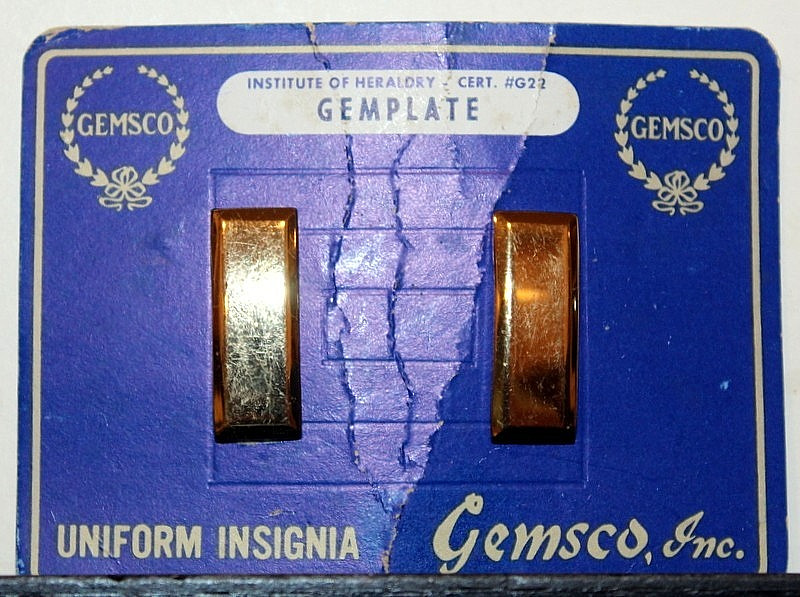 INSTITUTE OF HERALDRY - CERT. #G22
GEMPLATE
GEMSCO
GEMSCO
UNIFORM INSIGNIA
Gemsco, Inc.